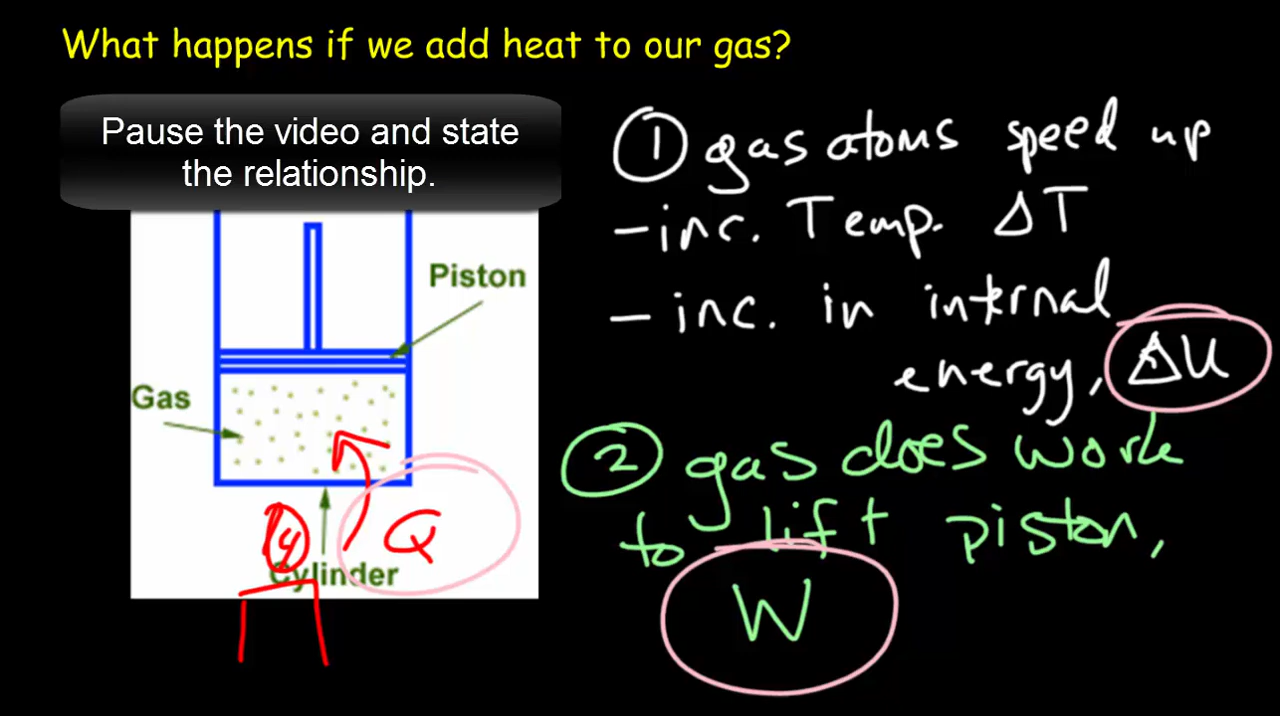 What happens if we add heat to our gas?
Pause the video and state
the relationship.
Piston
Gas
Q
Cylinder
① gas atoms speed up
- inc. Temp. ΔT
- inc. in internal
energy, ΔU
② gas does work
to lift piston,
W